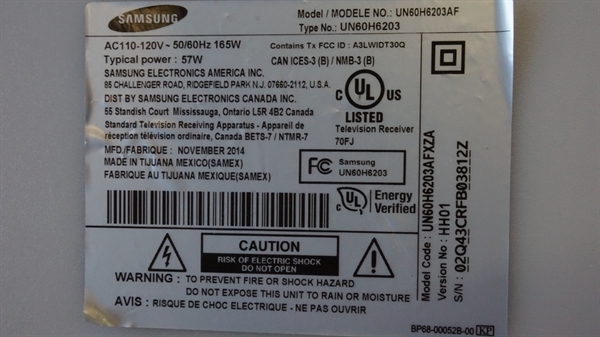 SAMSUNG
Model / MODELE NO.: UN60H6203AF
Type No.: UN60H6203
AC110-120V~ 50/60Hz 165W
Typical power : 57W
Contains Tx FCC ID : A3LWIDT30Q
CAN ICES-3 (B) / NMB-3 (B)
SAMSUNG ELECTRONICS AMERICA INC.
85 CHALLENGER ROAD, RIDGEFIELD PARK N.J. 07660-2112, U.S.A.
DIST BY SAMSUNG ELECTRONICS CANADA INC.
55 Standish Court Mississauga, Ontario L5R 4B2 Canada
Standard Television Receiving Apparatus - Appareil de
réception télévision ordinaire, Canada BETS-7 / NTMR-7
MFD/FABRIQUE : NOVEMBER 2014
MADE IN TIJUANA MEXICO(SAMEX)
FABRIQUE AU TIJUANA MEXIQUE(SAMEX)
C UL US
LISTED
Television Receiver
70FJ
FC Samsung
UN60H6203
C UL Energy
Verified
CAUTION
RISK OF ELECTRIC SHOCK
DO NOT OPEN
WARNING : TO PREVENT FIRE OR SHOCK HAZARD
DO NOT EXPOSE THIS UNIT TO RAIN OR MOISTURE
AVIS : RISQUE DE CHOC ELECTRIQUE - NE PAS OUVRIR
Model Code : UN60H6203AFXZA
Version No : HH01
S/N : 02Q43CRFB03812Z
BP68-00052B-00 KP